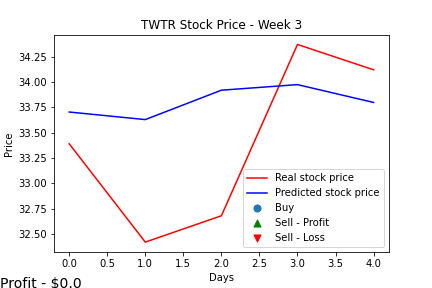 TWTR Stock Price - Week 3
34.25
34.00
33.75
33.50
33.25
33.00
32.75
32.50
Price
Real stock price
Predicted stock price
Buy
Sell - Profit
Sell - Loss
0.0 0.5 1.0 1.5 2.0 2.5 3.0 3.5 4.0
Days
Profit - $0.0